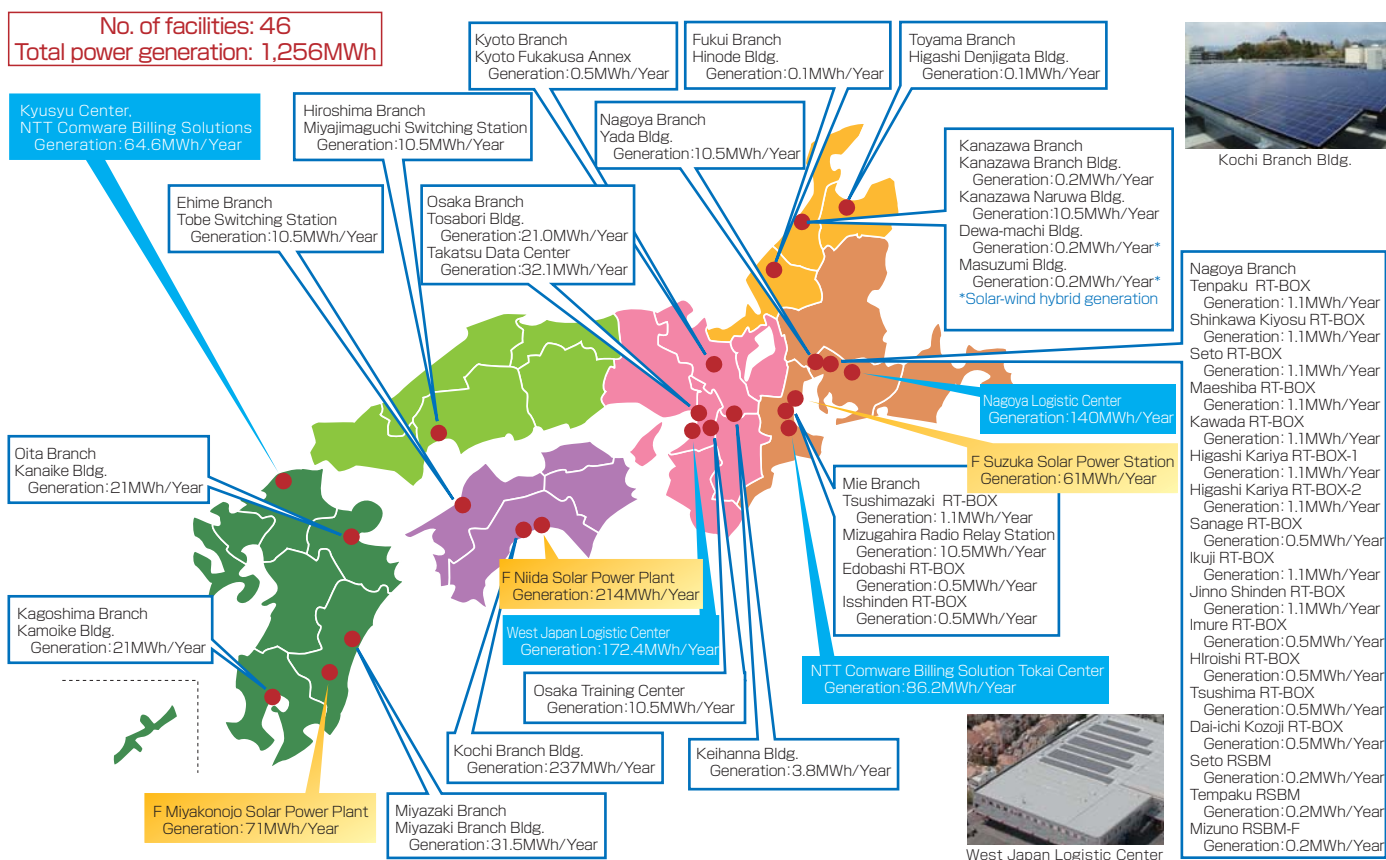 No. of facilities: 46
Total power generation: 1,256MWh
Kyusyu Center,
NTT Comware Billing Solutions
Generation:64.6MWh/Year
Hiroshima Branch
Miyajimaguchi Switching Station
Generation:10.5MWh/Year
Kyoto Branch
Kyoto Fukakusa Annex
Generation:0.5MWh/Year
Fukui Branch
Hinode Bldg.
Generation:0.1MWh/Year
Toyama Branch
Higashi Denjigata Bldg.
Generation:0.1MWh/Year
Kochi Branch Bldg.
Nagoya Branch
Yada Bldg.
Generation:10.5MWh/Year
Kanazawa Branch
Kanazawa Branch Bldg.
Generation:0.2MWh/Year
Kanazawa Naruwa Bldg.
Generation:10.5MWh/Year
Dewa-machi Bldg.
Generation:0.2MWh/Year*
Masuzumi Bldg.
Generation:0.2MWh/Year*
*Solar-wind hybrid generation
Ehime Branch
Tobe Switching Station
Generation:10.5MWh/Year
Osaka Branch
Tosabori Bldg.
Generation:21.0MWh/Year
Takatsu Data Center
Generation:32.1MWh/Year
Nagoya Branch
Tenpaku RT-BOX
Generation:1.1MWh/Year
Shinkawa Kiyosu RT-BOX
Generation:1.1MWh/Year
Seto RT-BOX
Generation:1.1MWh/Year
Maeshiba RT-BOX
Generation:1.1MWh/Year
Kawada RT-BOX
Generation:1.1MWh/Year
Higashi Kariya RT-BOX-1
Generation:1.1MWh/Year
Higashi Kariya RT-BOX-2
Generation:1.1MWh/Year
Sanage RT-BOX
Generation:0.5MWh/Year
Ikuji RT-BOX
Generation:1.1MWh/Year
Jinno Shinden RT-BOX
Generation:1.1MWh/Year
Imure RT-BOX
Generation:0.5MWh/Year
HIroishi RT-BOX
Generation:0.5MWh/Year
Tsushima RT-BOX
Generation:0.5MWh/Year
Dai-ichi Kozoji RT-BOX
Generation:0.5MWh/Year
Seto RSBM
Generation:0.2MWh/Year
Tempaku RSBM
Generation:0.2MWh/Year
Mizuno RSBM-F
Generation:0.2MWh/Year
Nagoya Logistic Center
Generation:140MWh/Year
F Suzuka Solar Power Station
Generation:61MWh/Year
Oita Branch
Kanaike Bldg.
Generation:21MWh/Year
Mie Branch
Tsushimazaki RT-BOX
Generation:1.1MWh/Year
Mizugahira Radio Relay Station
Generation:10.5MWh/Year
Edobashi RT-BOX
Generation:0.5MWh/Year
Isshinden RT-BOX
Generation:0.5MWh/Year
F Niida Solar Power Plant
Generation:214MWh/Year
West Japan Logistic Center
Generation:172.4MWh/Year
Kagoshima Branch
Kamoike Bldg.
Generation:21MWh/Year
NTT Comware Billing Solution Tokai Center
Generation:86.2MWh/Year
Osaka Training Center
Generation:10.5MWh/Year
Kochi Branch Bldg.
Generation:237MWh/Year
Keihanna Bldg.
Generation:3.8MWh/Year
F Miyakonojo Solar Power Plant
Generation:71MWh/Year
Miyazaki Branch
Miyazaki Branch Bldg.
Generation:31.5MWh/Year
West Japan Logistic Center